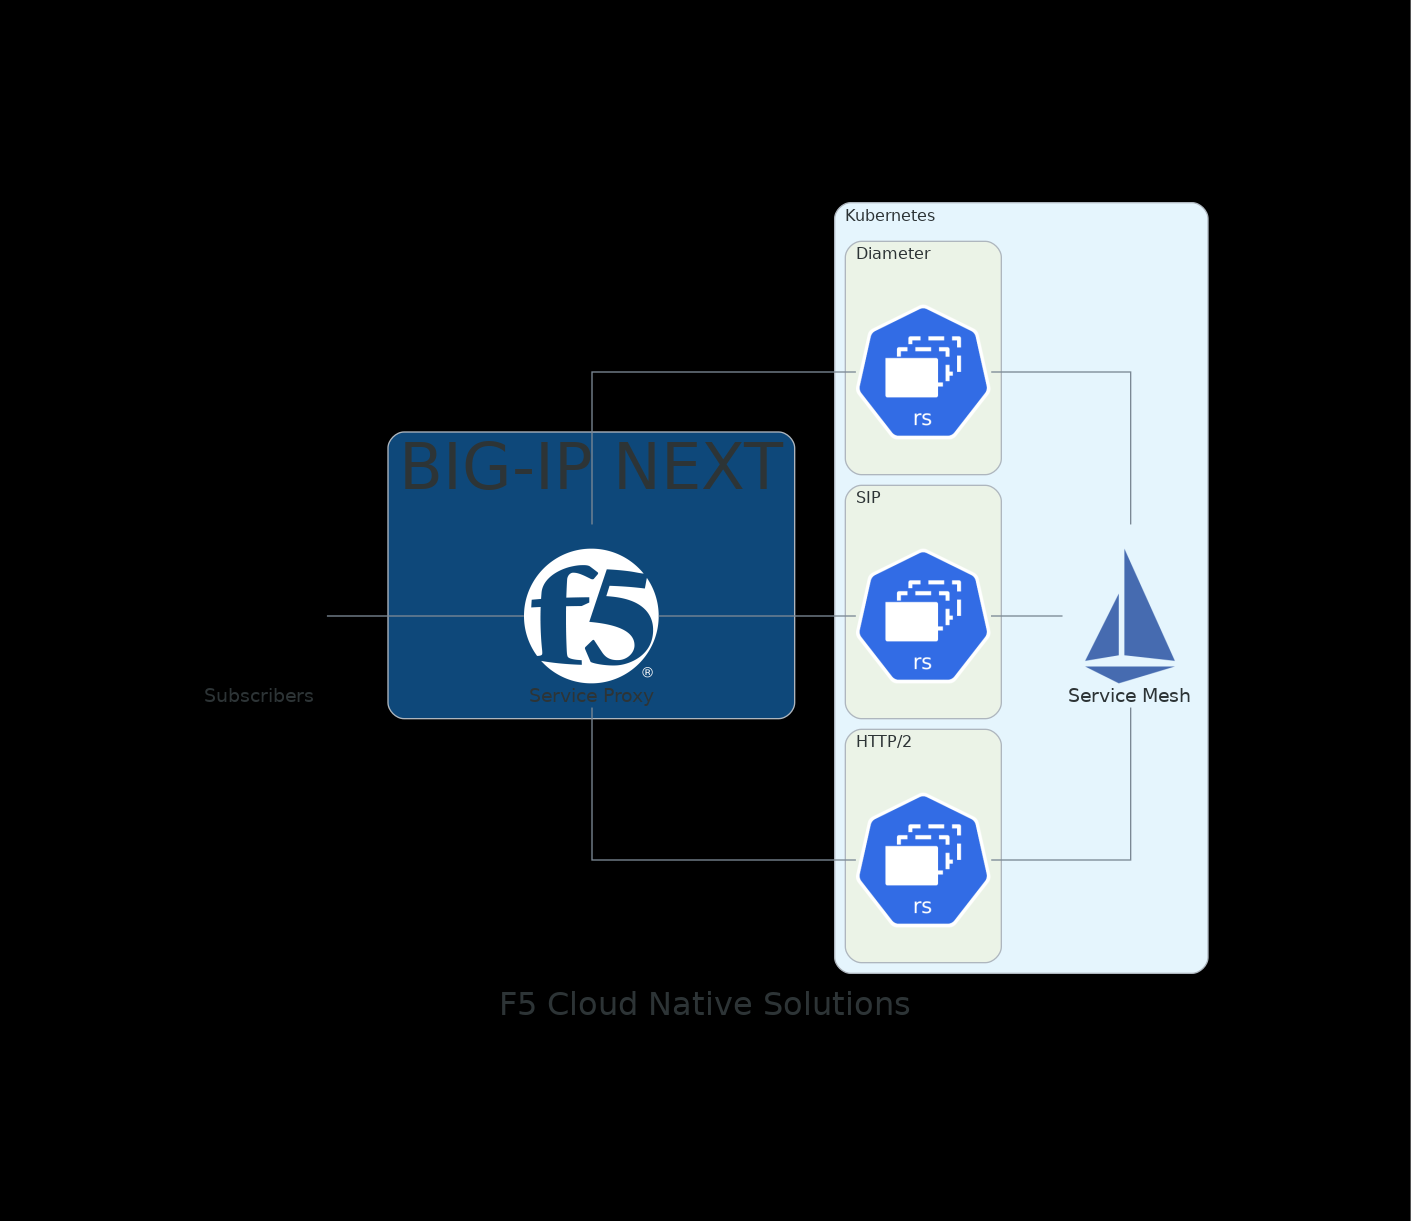 Kubernetes
Diameter
rs
BIG-IP NEXT
SIP
f5
®
rs
Subscribers
Service Proxy
Service Mesh
HTTP/2
rs
F5 Cloud Native Solutions